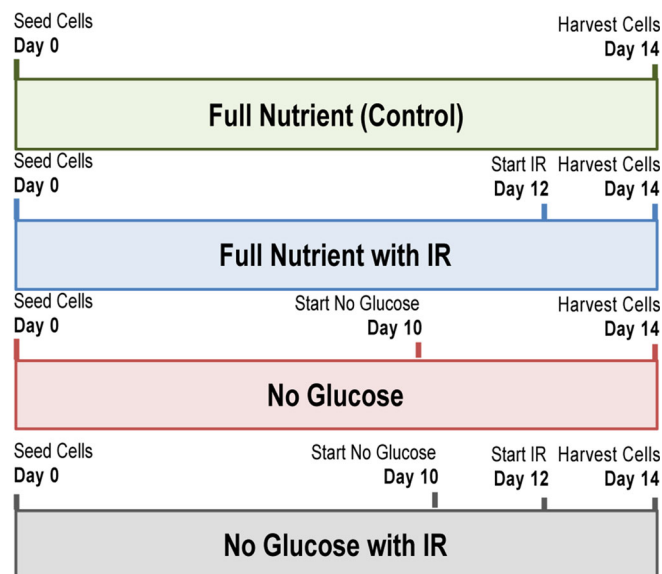 Seed Cells
Day 0
Harvest Cells
Day 14
Full Nutrient (Control)
Seed Cells
Day 0
Start IR
Day 12
Harvest Cells
Day 14
Full Nutrient with IR
Seed Cells
Day 0
Start No Glucose
Day 10
Harvest Cells
Day 14
No Glucose
Seed Cells
Day 0
Start No Glucose
Day 10
Start IR
Day 12
Harvest Cells
Day 14
No Glucose with IR